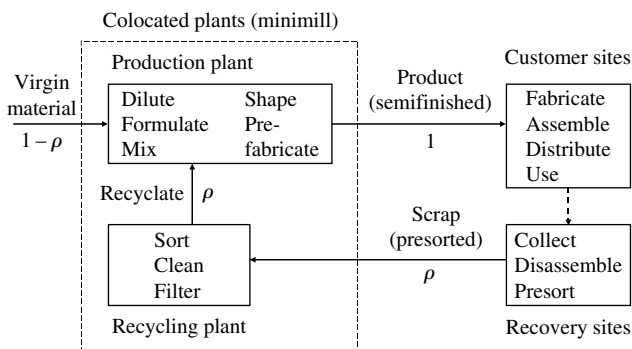 Colocated plants (minimill)
Production plant
Virgin
material
1 – ρ
Dilute
Formulate
Mix
Shape
Pre-
fabricate
Product
(semifinished)
1
Customer sites
Fabricate
Assemble
Distribute
Use
Recyclate ρ
Scrap
(presorted)
ρ
Sort
Clean
Filter
Recycling plant
Collect
Disassemble
Presort
Recovery sites